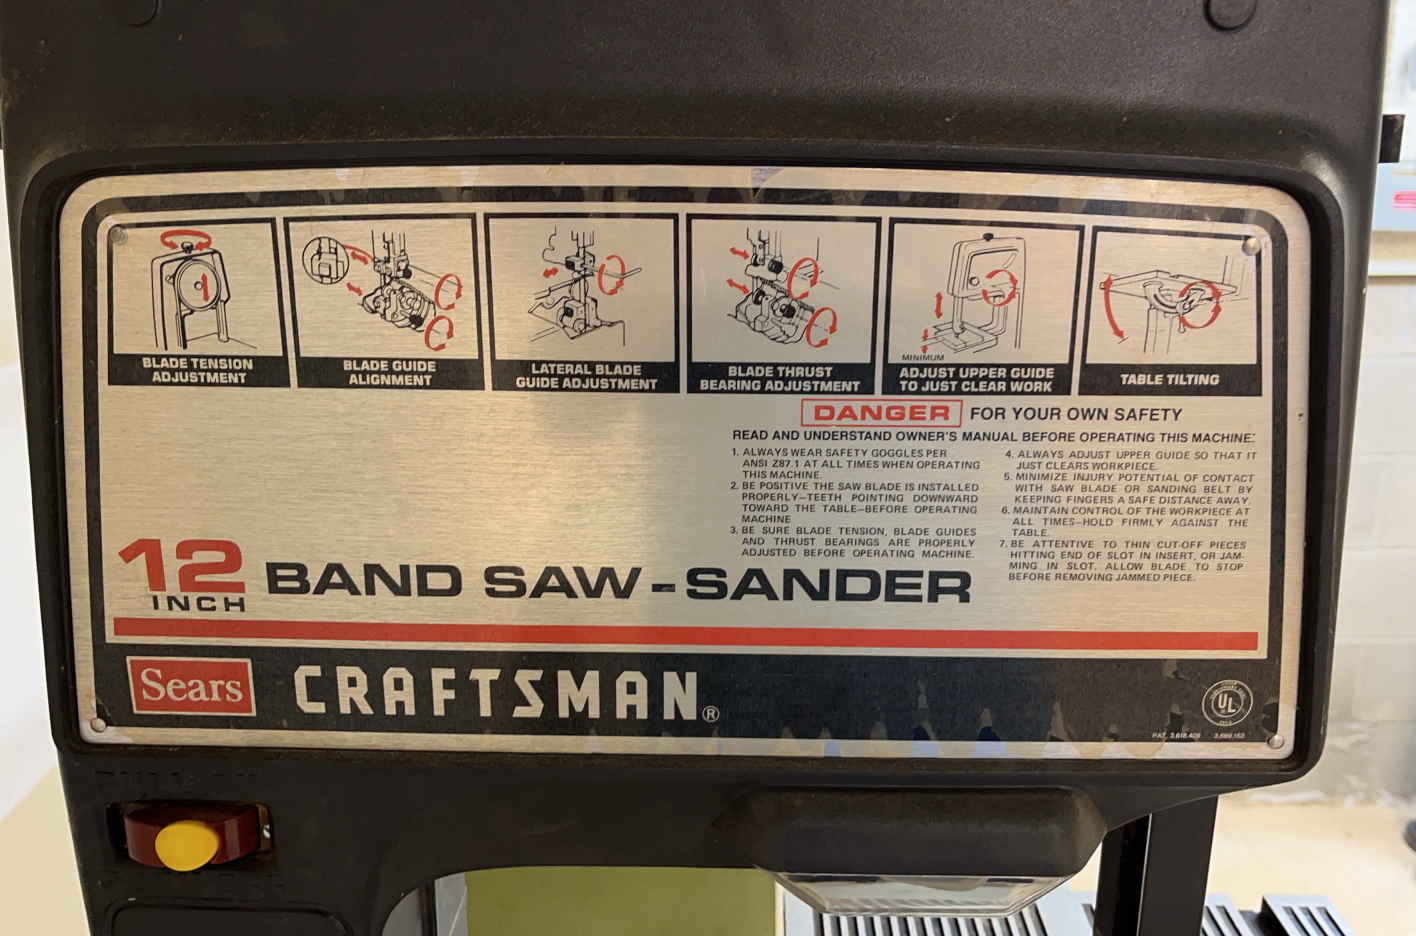 BLADE TENSION
ADJUSTMENT
BLADE GUIDE
ALIGNMENT
LATERAL BLADE
GUIDE ADJUSTMENT
BLADE THRUST
BEARING ADJUSTMENT
MINIMUM
ADJUST UPPER GUIDE
TO JUST CLEAR WORK
TABLE TILTING
DANGER FOR YOUR OWN SAFETY
READ AND UNDERSTAND OWNER'S MANUAL BEFORE OPERATING THIS MACHINE:
1. ALWAYS WEAR SAFETY GOGGLES PER
ANSI Z87.1 AT ALL TIMES WHEN OPERATING
THIS MACHINE.
2. BE POSITIVE THE SAW BLADE IS INSTALLED
PROPERLY–TEETH POINTING DOWNWARD
TOWARD THE TABLE–BEFORE OPERATING
MACHINE
3. BE SURE BLADE TENSION, BLADE GUIDES
AND THRUST BEARINGS ARE PROPERLY
ADJUSTED BEFORE OPERATING MACHINE.
4. ALWAYS ADJUST UPPER GUIDE SO THAT IT
JUST CLEARS WORKPIECE.
5. MINIMIZE INJURY POTENTIAL OF CONTACT
WITH SAW BLADE OR SANDING BELT BY
KEEPING FINGERS A SAFE DISTANCE AWAY.
6. MAINTAIN CONTROL OF THE WORKPIECE AT
ALL TIMES–HOLD FIRMLY AGAINST THE
TABLE.
7. BE ATTENTIVE TO THIN CUT-OFF PIECES
HITTING END OF SLOT IN INSERT, OR JAM-
MING IN SLOT. ALLOW BLADE TO STOP
BEFORE REMOVING JAMMED PIECE.
12
INCH
BAND SAW - SANDER
Sears
CRAFTSMAN®
UL
PAT. 3,618,409 3,689,163